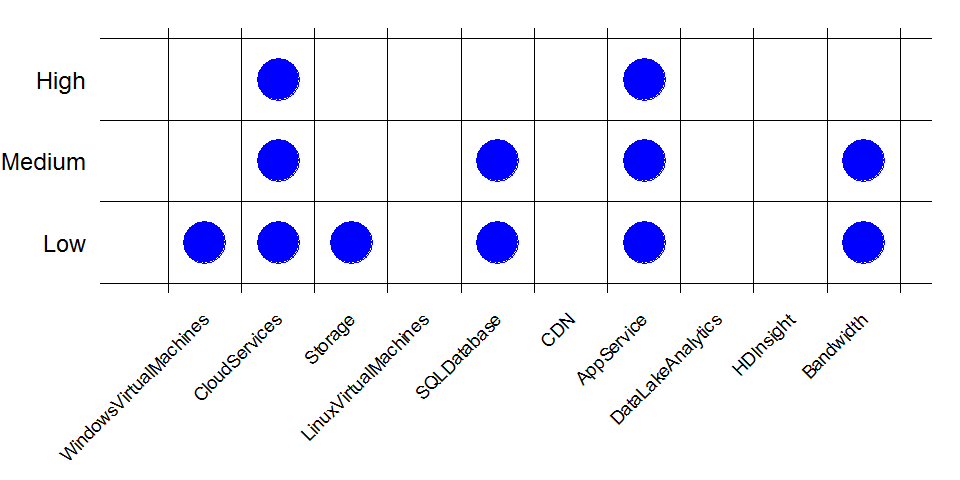 High
Medium
Low
WindowsVirtualMachines
CloudServices
Storage
LinuxVirtualMachines
SQLDatabase
CDN
AppService
DataLakeAnalytics
HDInsight
Bandwidth